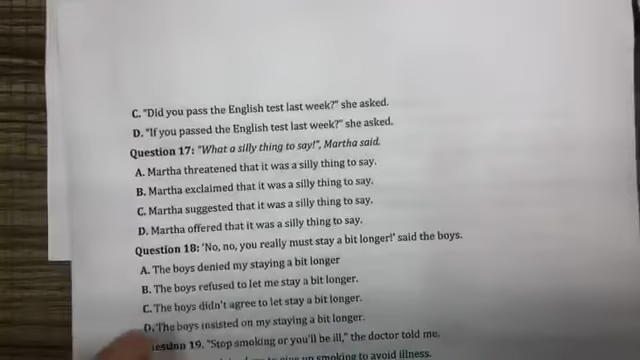 C. "Did you pass the English test last week?" she asked.
D. "If you passed the English test last week?" she asked.
Question 17: "What a silly thing to say!", Martha said.
A. Martha threatened that it was a silly thing to say.
B. Martha exclaimed that it was a silly thing to say.
C. Martha suggested that it was a silly thing to say.
D. Martha offered that it was a silly thing to say.
Question 18: 'No, no, you really must stay a bit longer!' said the boys.
A. The boys denied my staying a bit longer
B. The boys refused to let me stay a bit longer.
C. The boys didn't agree to let stay a bit longer.
D. The boys insisted on my staying a bit longer.
19. "Stop smoking or you'll be ill," the doctor told me.
smoking to avoid illness.